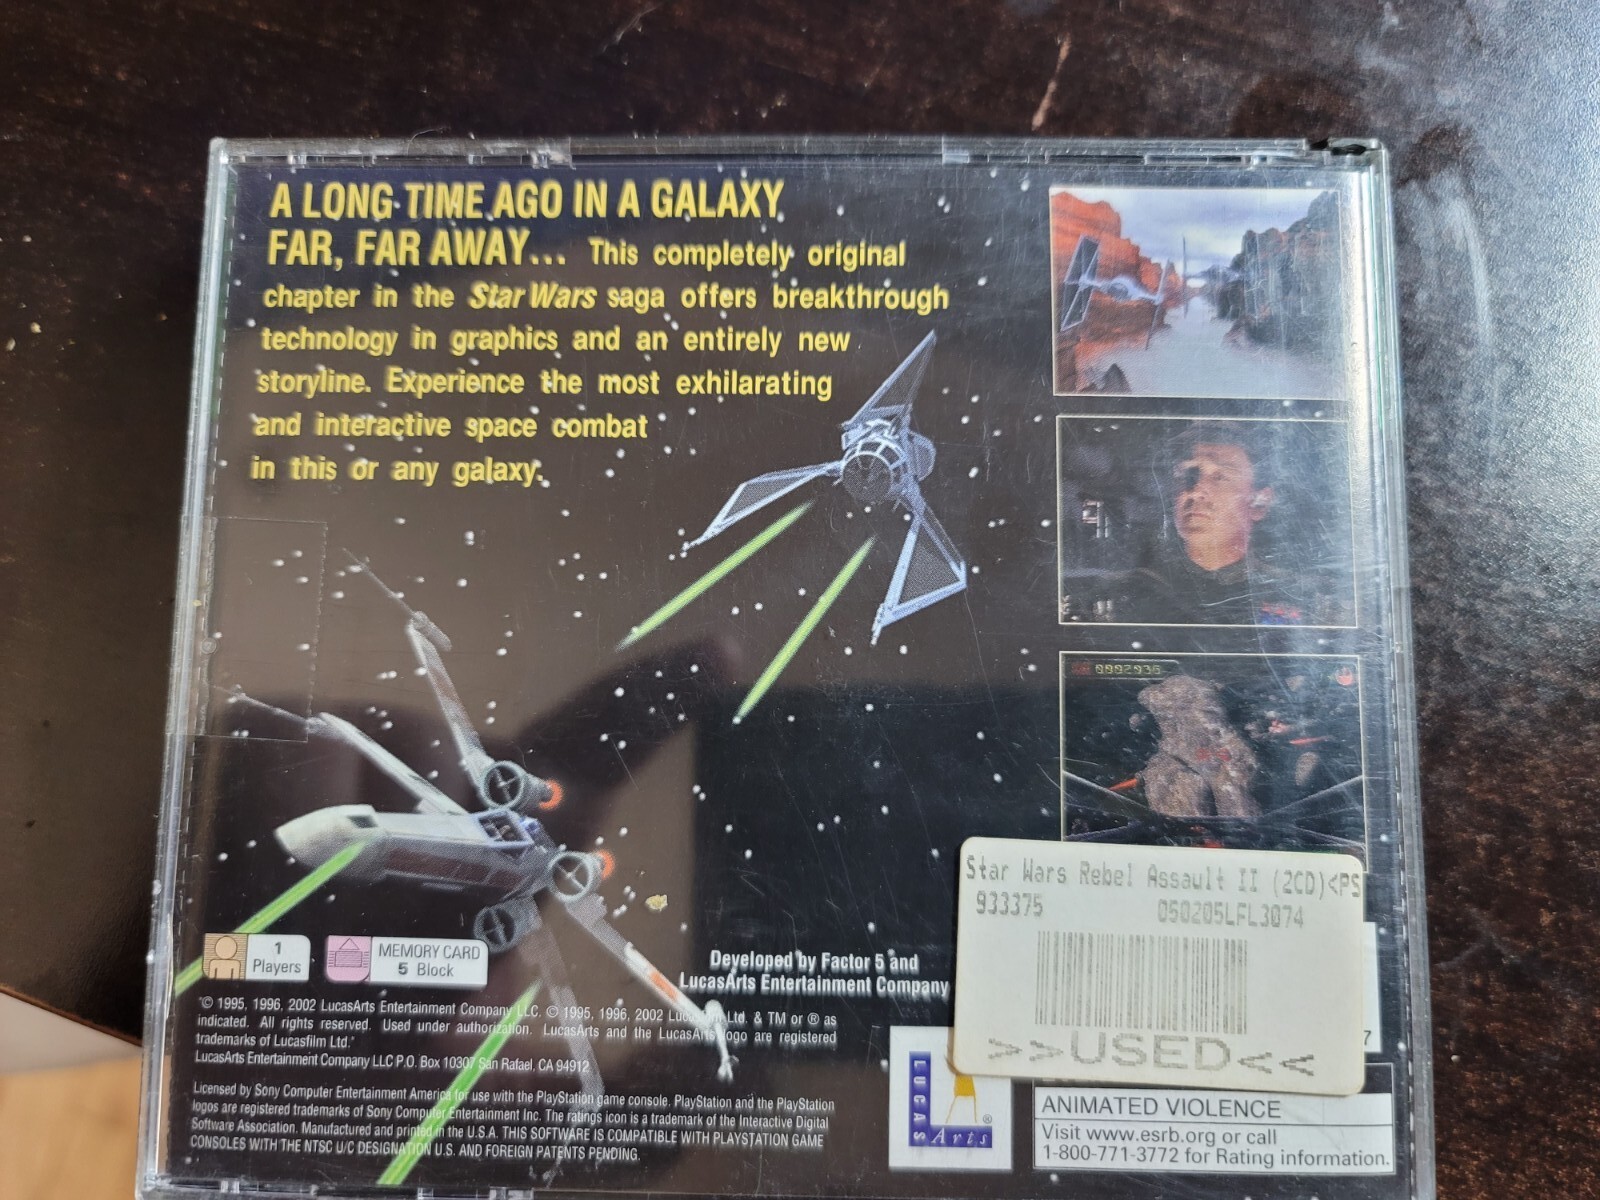 A LONG TIME AGO IN A GALAXY
FAR, FAR AWAY... This completely original
chapter in the Star Wars saga offers breakthrough
technology in graphics and an entirely new
storyline. Experience the most exhilarating
and interactive space combat
in this or any galaxy.
0002936
Star Wars Rebel Assault II (2CD)<PS
933375 050205LFL3074
>>USED<<
7
1
Players
MEMORY CARD
5 Block
Developed by Factor 5 and
LucasArts Entertainment Company
© 1995, 1996, 2002 LucasArts Entertainment Company LLC. © 1995, 1996, 2002 Lucasfilm Ltd. & TM or ® as
indicated. All rights reserved. Used under authorization. LucasArts and the LucasArts logo are registered
trademarks of Lucasfilm Ltd.
LucasArts Entertainment Company LLC P.O. Box 10307 San Rafael, CA 94912
Licensed by Sony Computer Entertainment America for use with the PlayStation game console. PlayStation and the PlayStation
logos are registered trademarks of Sony Computer Entertainment Inc. The ratings icon is a trademark of the Interactive Digital
Software Association. Manufactured and printed in the U.S.A. THIS SOFTWARE IS COMPATIBLE WITH PLAYSTATION GAME
CONSOLES WITH THE NTSC U/C DESIGNATION. U.S. AND FOREIGN PATENTS PENDING.
LUCAS
Arts ®
ANIMATED VIOLENCE
Visit www.esrb.org or call
1-800-771-3772 for Rating information.